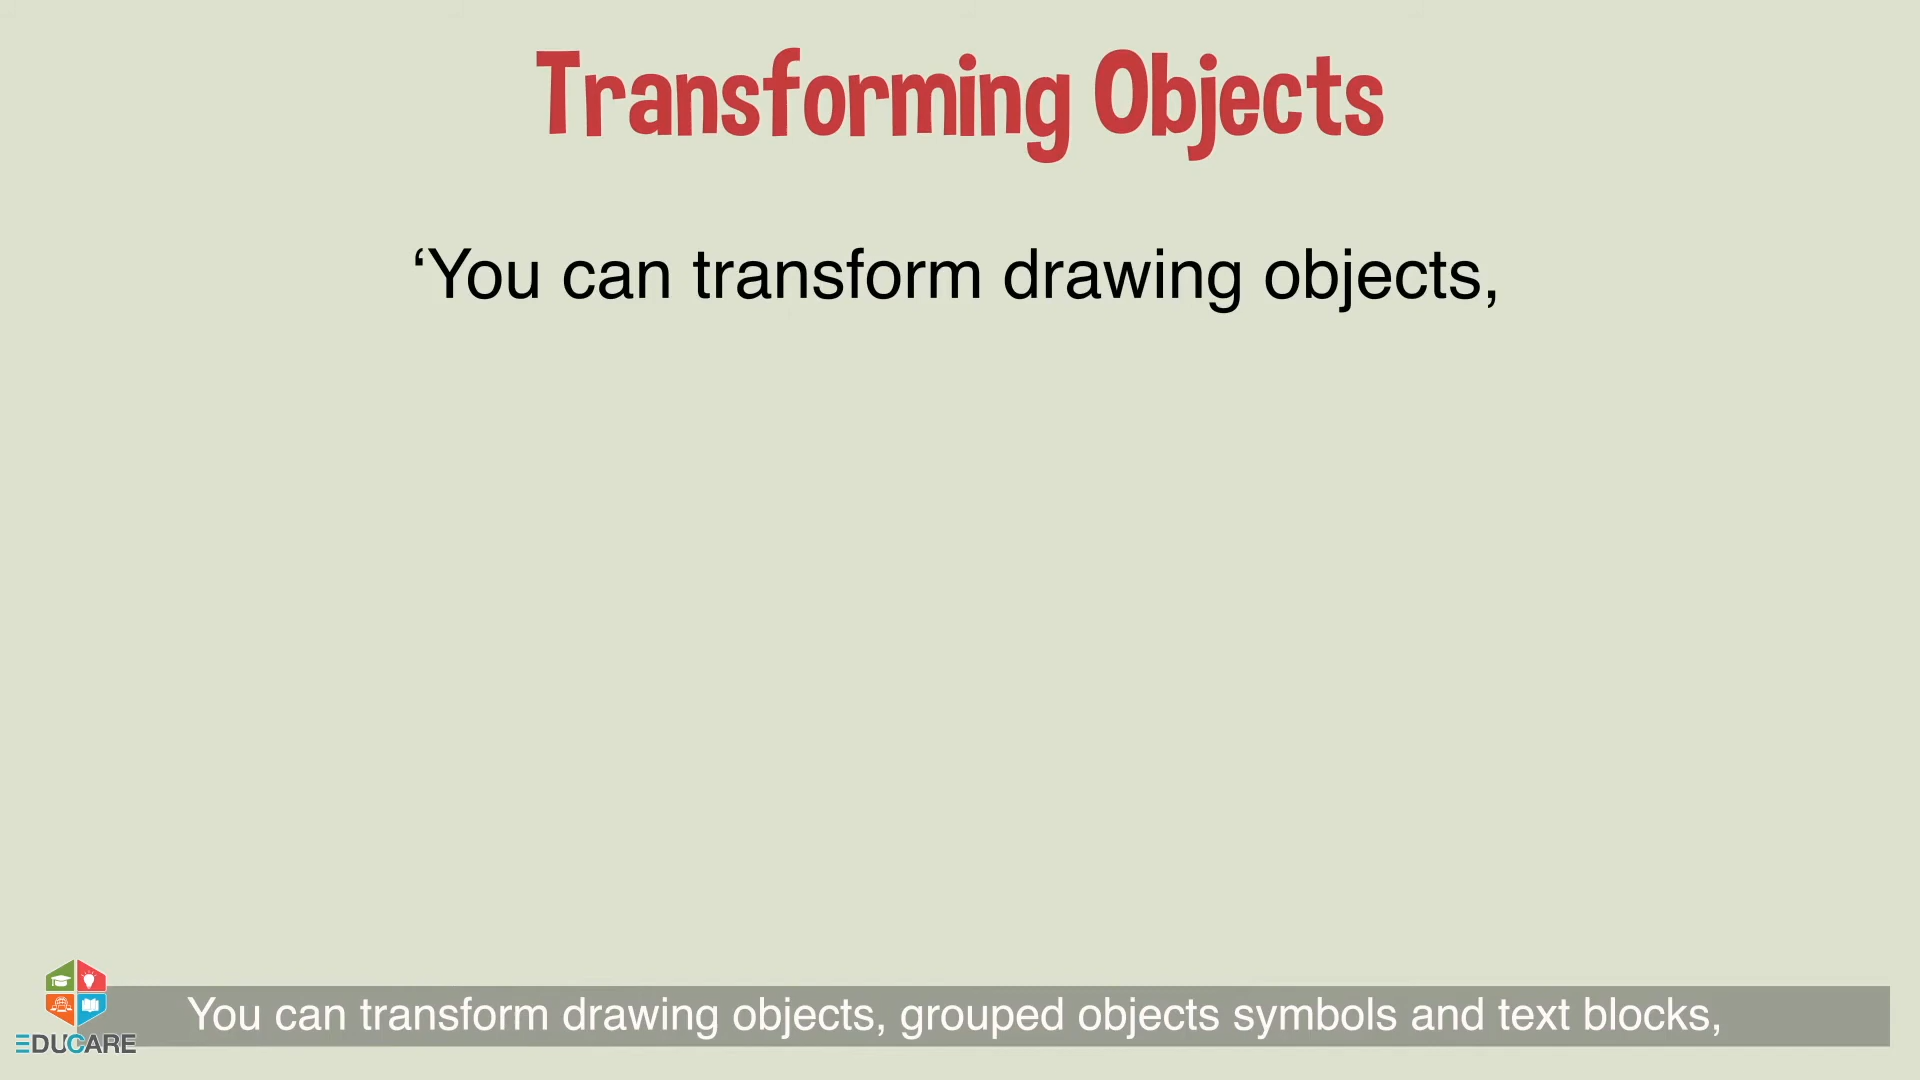 Transforming Objects
‘You can transform drawing objects,
You can transform drawing objects, grouped objects symbols and text blocks,
EDUCARE